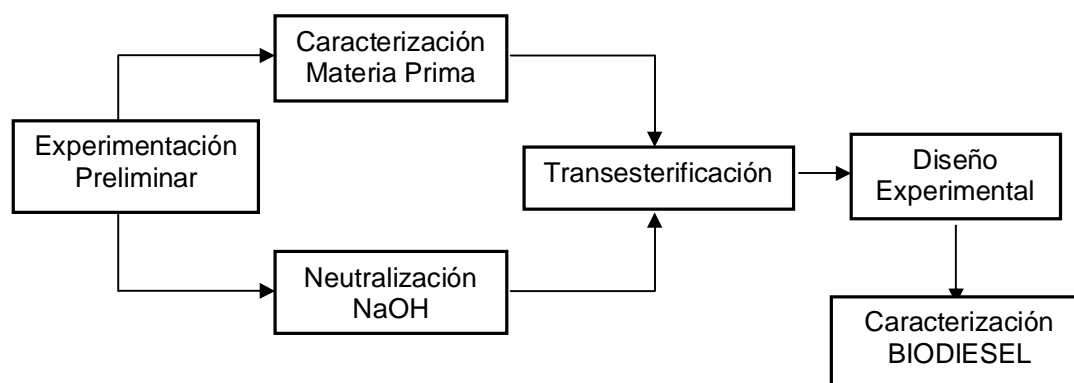 Experimentación
Preliminar
Caracterización
Materia Prima
Neutralización
NaOH
Transesterificación
Diseño
Experimental
Caracterización
BIODIESEL